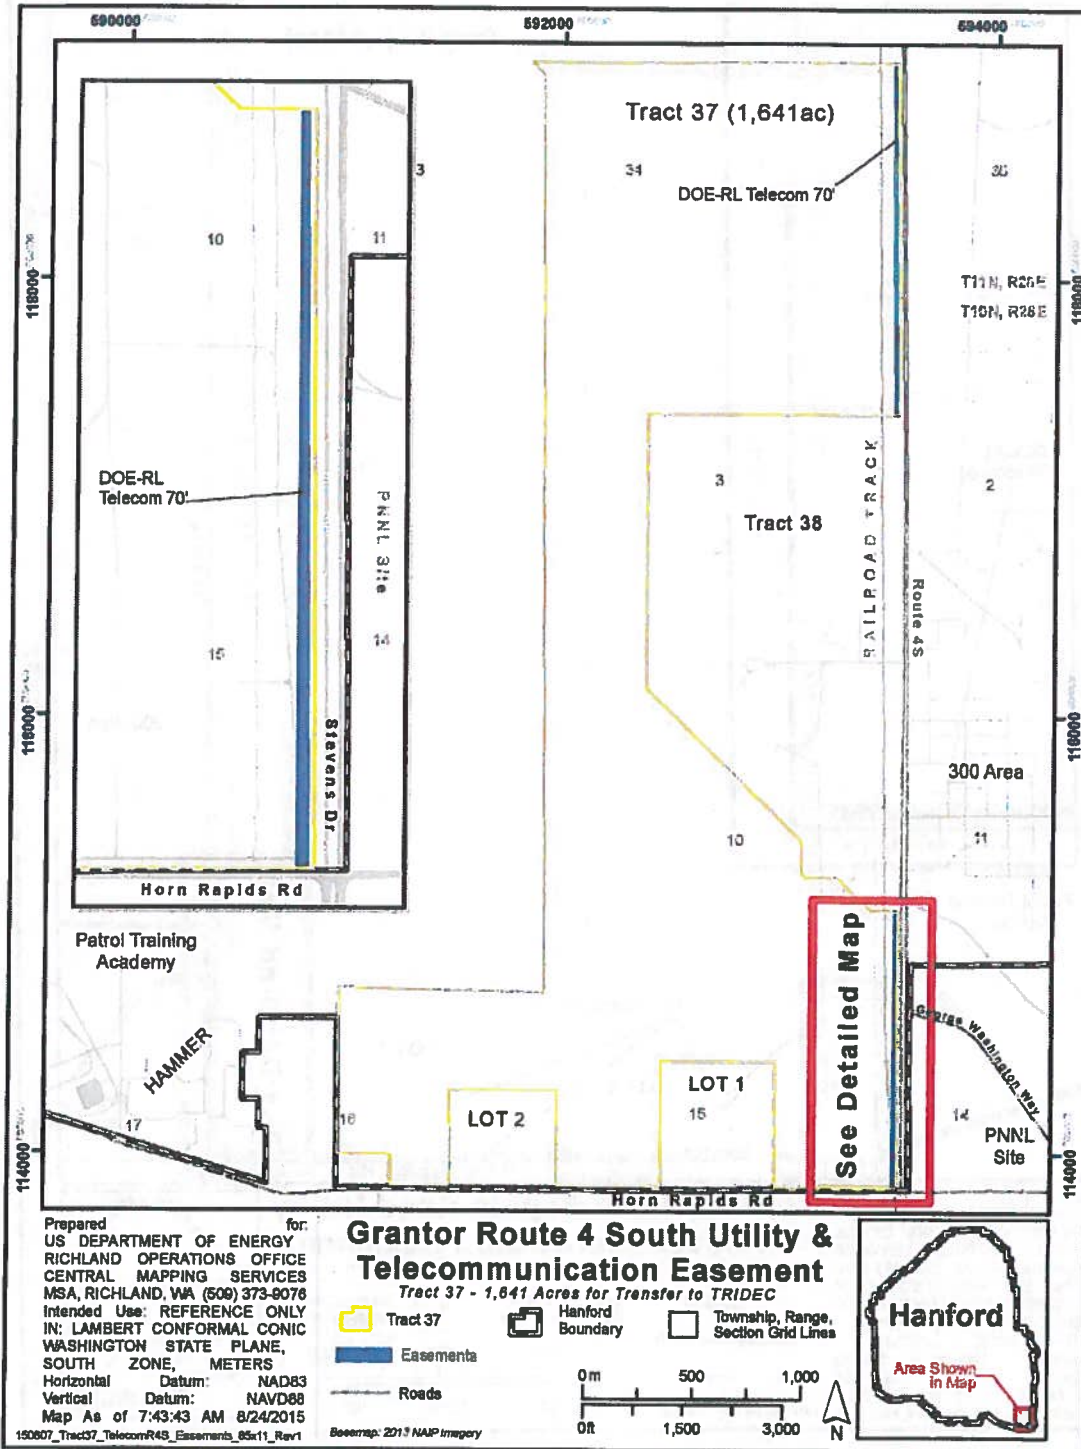 590000
592000
594000
Tract 37 (1,641ac)
34
DOE-RL Telecom 70'
3
10
11
T11N, R28E
T10N, R28E
118000
118000
3
2
Tract 38
RAILROAD TRACK
Route 4S
DOE-RL
Telecom 70'
PNNL Site
14
15
Stevens Dr
116000
116000
300 Area
10
11
Horn Rapids Rd
Patrol Training
Academy
See Detailed Map
George Washington Way
HAMMER
LOT 1
LOT 2
15
16
17
14
PNNL
Site
114000
114000
Horn Rapids Rd
Prepared for:
US DEPARTMENT OF ENERGY
RICHLAND OPERATIONS OFFICE
CENTRAL MAPPING SERVICES
MSA, RICHLAND, WA (509) 373-9076
Intended Use: REFERENCE ONLY
IN: LAMBERT CONFORMAL CONIC
WASHINGTON STATE PLANE,
SOUTH ZONE, METERS
Horizontal Datum: NAD83
Vertical Datum: NAVD88
Map As of 7:43:43 AM 8/24/2015
150807_Tract37_TelecomR4S_Easements_85x11_Rev1
Grantor Route 4 South Utility &
Telecommunication Easement
Tract 37 - 1,641 Acres for Transfer to TRIDEC
Tract 37
Hanford
Boundary
Township, Range,
Section Grid Lines
Easements
Roads
0 m 500 1,000
0ft 1,500 3,000
N
Basemap: 2013 NAIP Imagery
Hanford
Area Shown
in Map